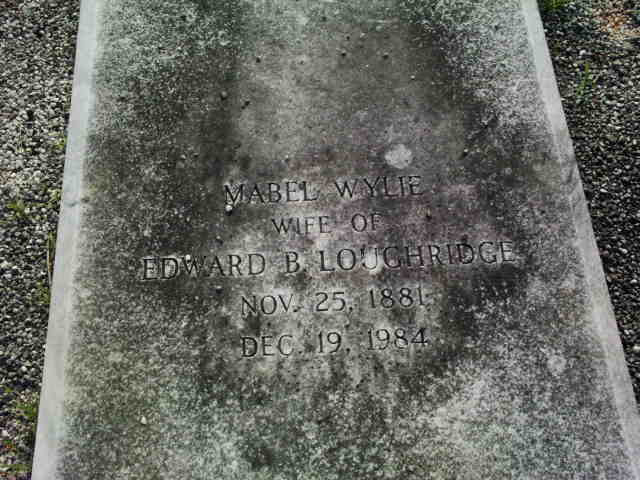 MABEL WYLIE
WIFE OF
EDWARD B. LOUGHRIDGE
NOV. 25, 1881
DEC. 19, 1984